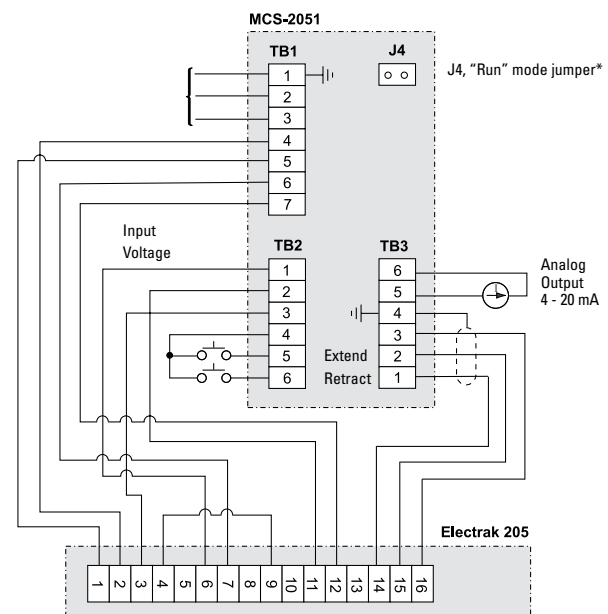 MCS-2051
TB1
J4
J4, “Run” mode jumper*
1
2
3
4
5
6
7
Input
Voltage
TB2
TB3
1
2
3
4
5
6
6
5
4
3
2
1
Extend
Retract
Analog
Output
4 - 20 mA
Electrak 205
1 2 3 4 5 6 7 8 9 10 11 12 13 14 15 16